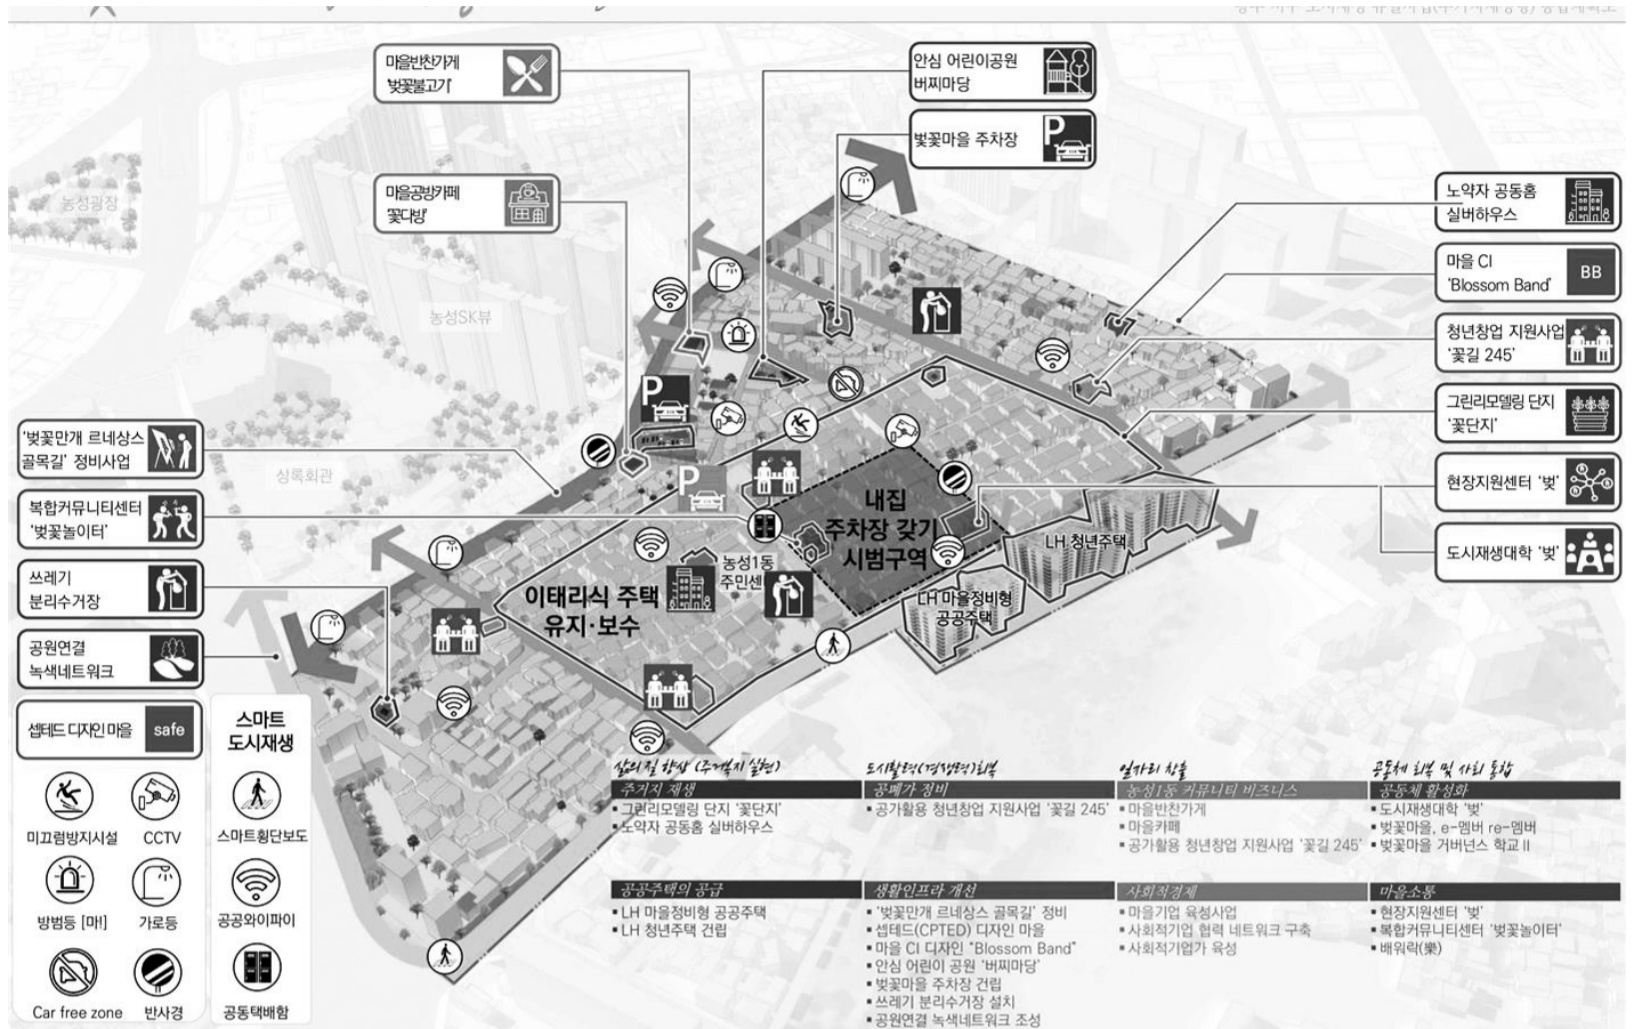 마을반찬가게
'벚꽃불고기'
안심 어린이공원
버찌마당
벚꽃마을 주차장
P
마을공방카페
'꽃다방'
노약자 공동홈
실버하우스
마을 CI
'Blossom Band'
BB
청년창업 지원사업
'꽃길 245'
그린리모델링 단지
'꽃단지'
현장지원센터 '벚'
도시재생대학 '벚'
농성광장
농성SK뷰
상록회관
'벚꽃만개 르네상스
골목길' 정비사업
복합커뮤니티센터
'벚꽃놀이터'
쓰레기
분리수거장
공원연결
녹색네트워크
셉테드 디자인 마을
safe
P
P
내집
주차장 갖기
시범구역
LH 청년주택
LH 마을정비형
공공주택
농성1동
주민센
이태리식 주택
유지·보수
미끄럼방지시설
CCTV
방범등 [마!]
가로등
Car free zone
반사경
스마트
도시재생
스마트횡단보도
공공와이파이
공동택배함
삶의 질 향상 (주거복지 실현)
주거지 재생
▪ 그린리모델링 단지 '꽃단지'
▪ 노약자 공동홈 실버하우스
공공주택의 공급
▪ LH 마을정비형 공공주택
▪ LH 청년주택 건립
도시활력(경쟁력)회복
공폐가 정비
▪ 공가활용 청년창업 지원사업 '꽃길 245'
생활인프라 개선
▪ '벚꽃만개 르네상스 골목길' 정비
▪ 셉테드(CPTED) 디자인 마을
▪ 마을 CI 디자인 "Blossom Band"
▪ 안심 어린이 공원 '버찌마당'
▪ 벚꽃마을 주차장 건립
▪ 쓰레기 분리수거장 설치
▪ 공원연결 녹색네트워크 조성
일자리 창출
농성1동 커뮤니티 비즈니스
▪ 마을반찬가게
▪ 마을카페
▪ 공가활용 청년창업 지원사업 '꽃길 245'
사회적경제
▪ 마을기업 육성사업
▪ 사회적기업 협력 네트워크 구축
▪ 사회적기업가 육성
공동체 회복 및 사회 통합
공동체 활성화
▪ 도시재생대학 '벚'
▪ 벚꽃마을, e-멤버 re-멤버
▪ 벚꽃마을 거버넌스 학교 II
마을소통
▪ 현장지원센터 '벚'
▪ 복합커뮤니티센터 '벚꽃놀이터'
▪ 배워락(樂)